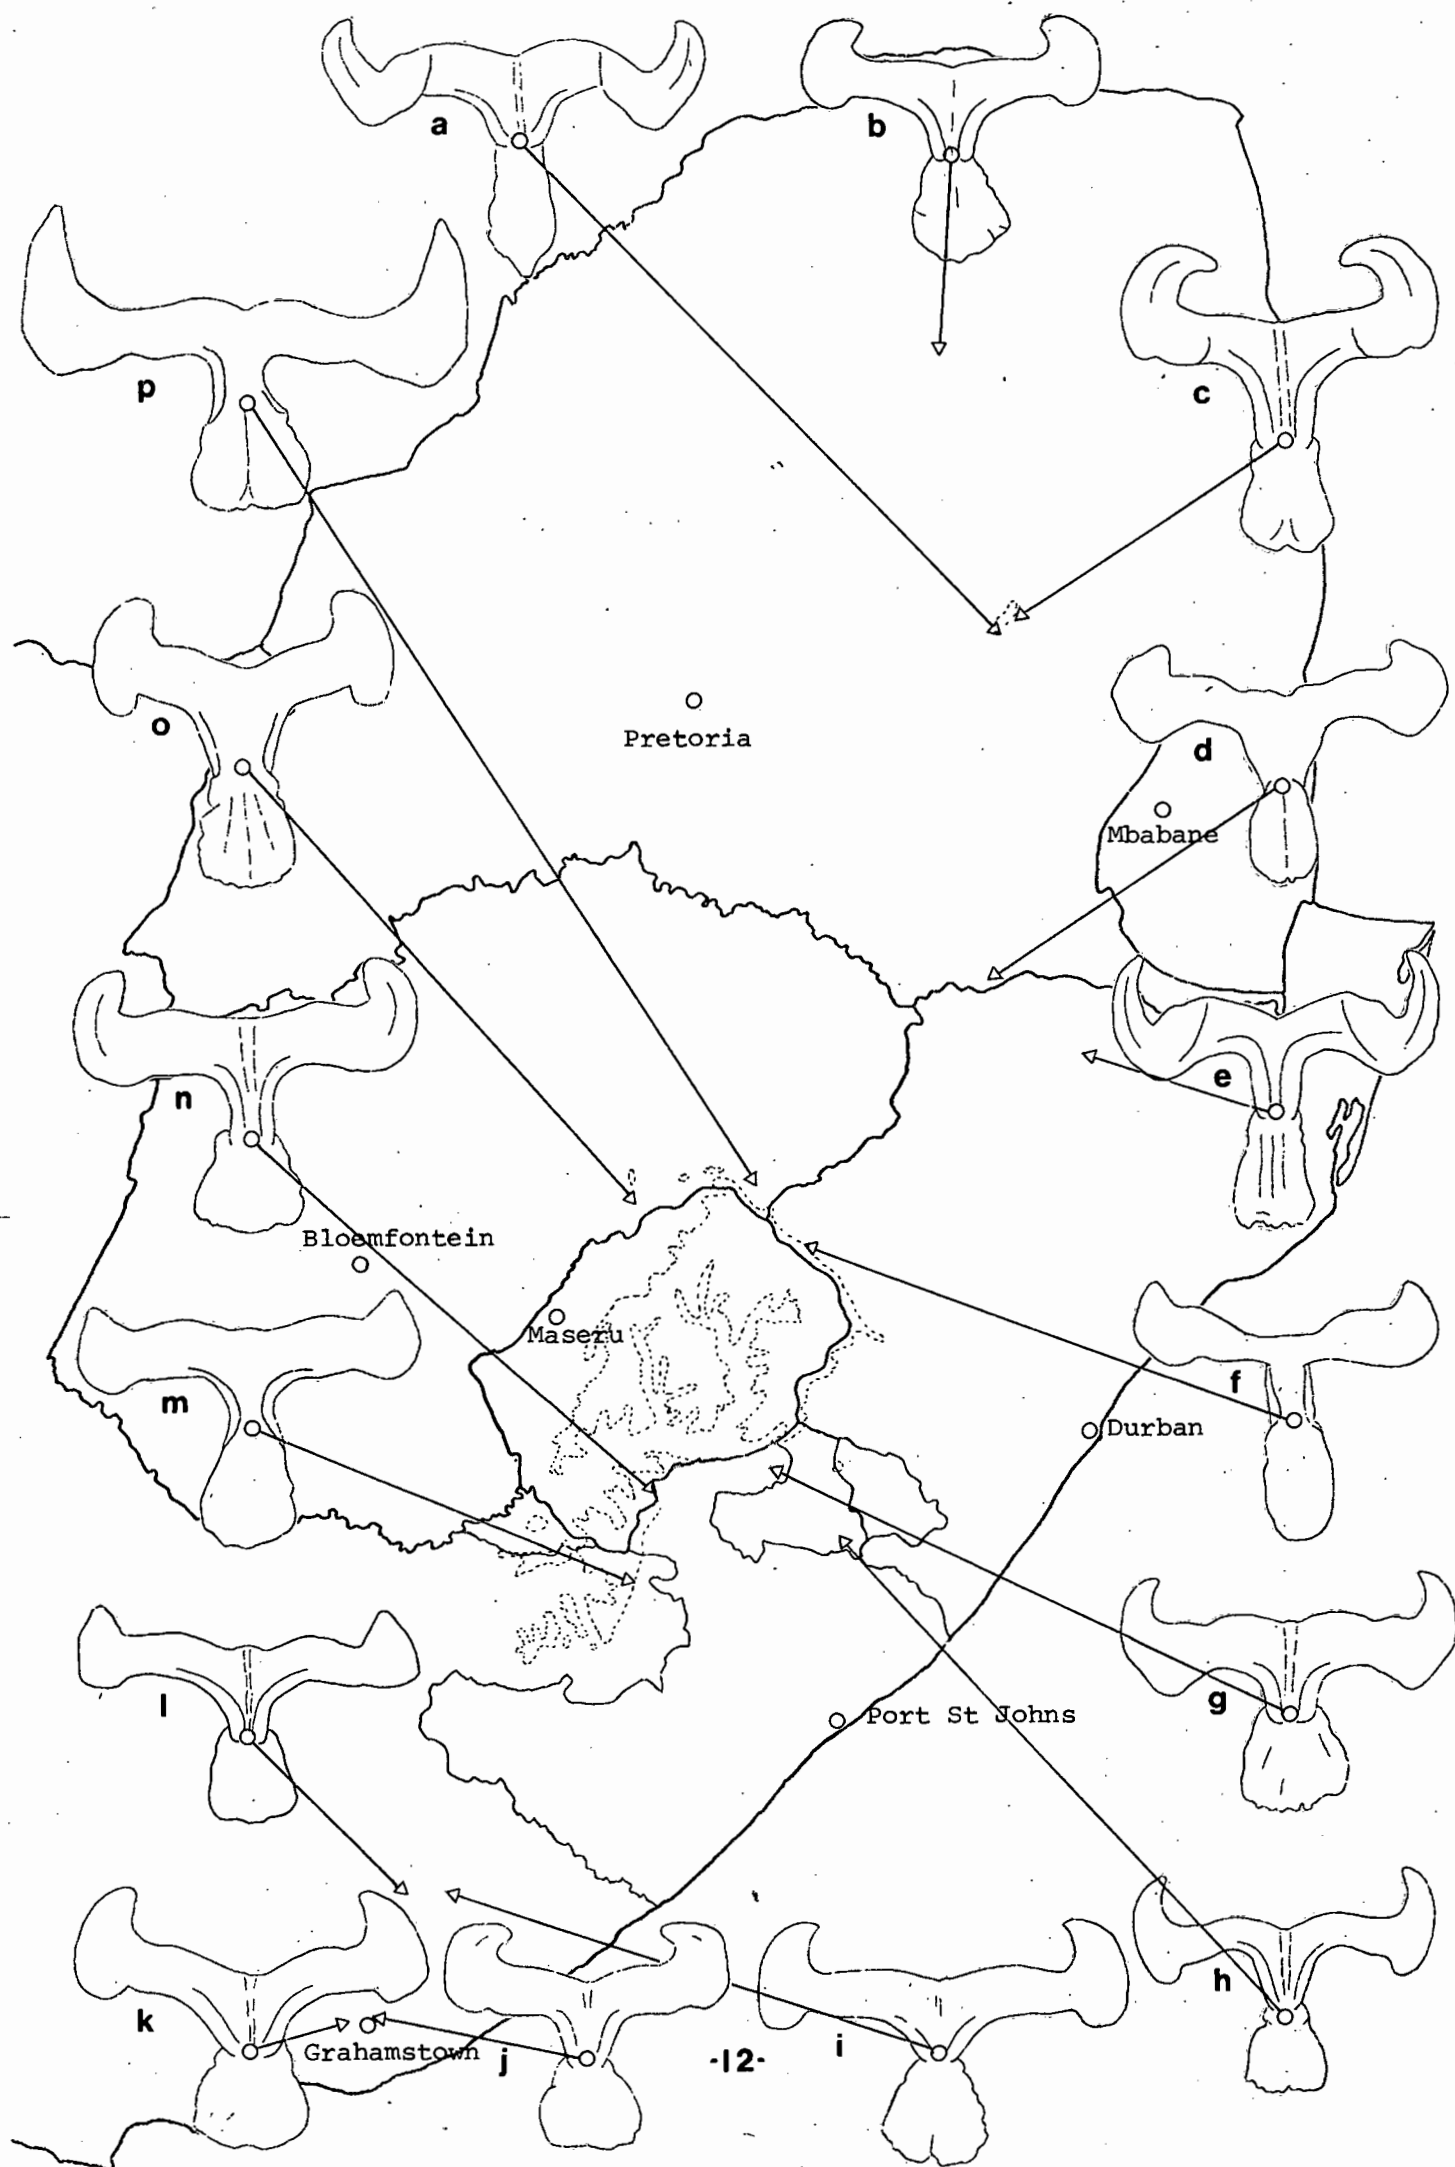 a
b
p
c
o
Pretoria
d
Mbabane
n
e
Bloemfontein
Maseru
m
f
Durban
l
g
Port St Johns
k
h
Grahamstown
j
-12-
i